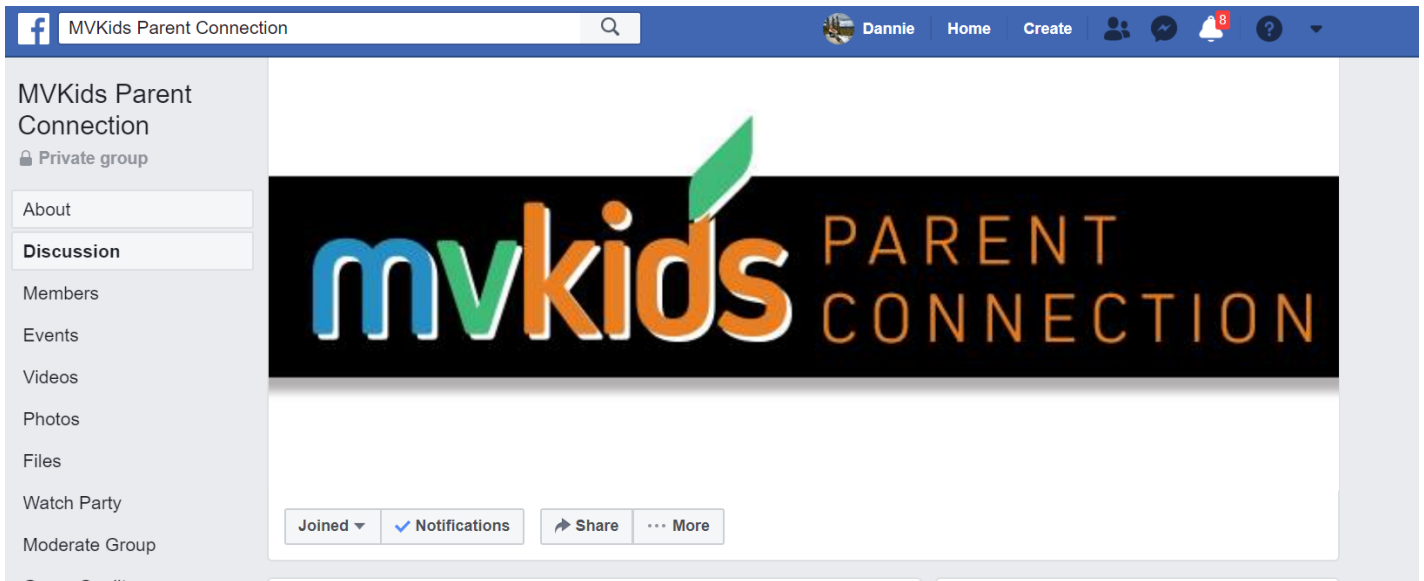 MVKids Parent Connection
Dannie
Home
Create
8
?
MVKids Parent
Connection
Private group
About
Discussion
Members
Events
Videos
Photos
Files
Watch Party
Moderate Group
mvkids PARENT
CONNECTION
Joined
Notifications
Share
More